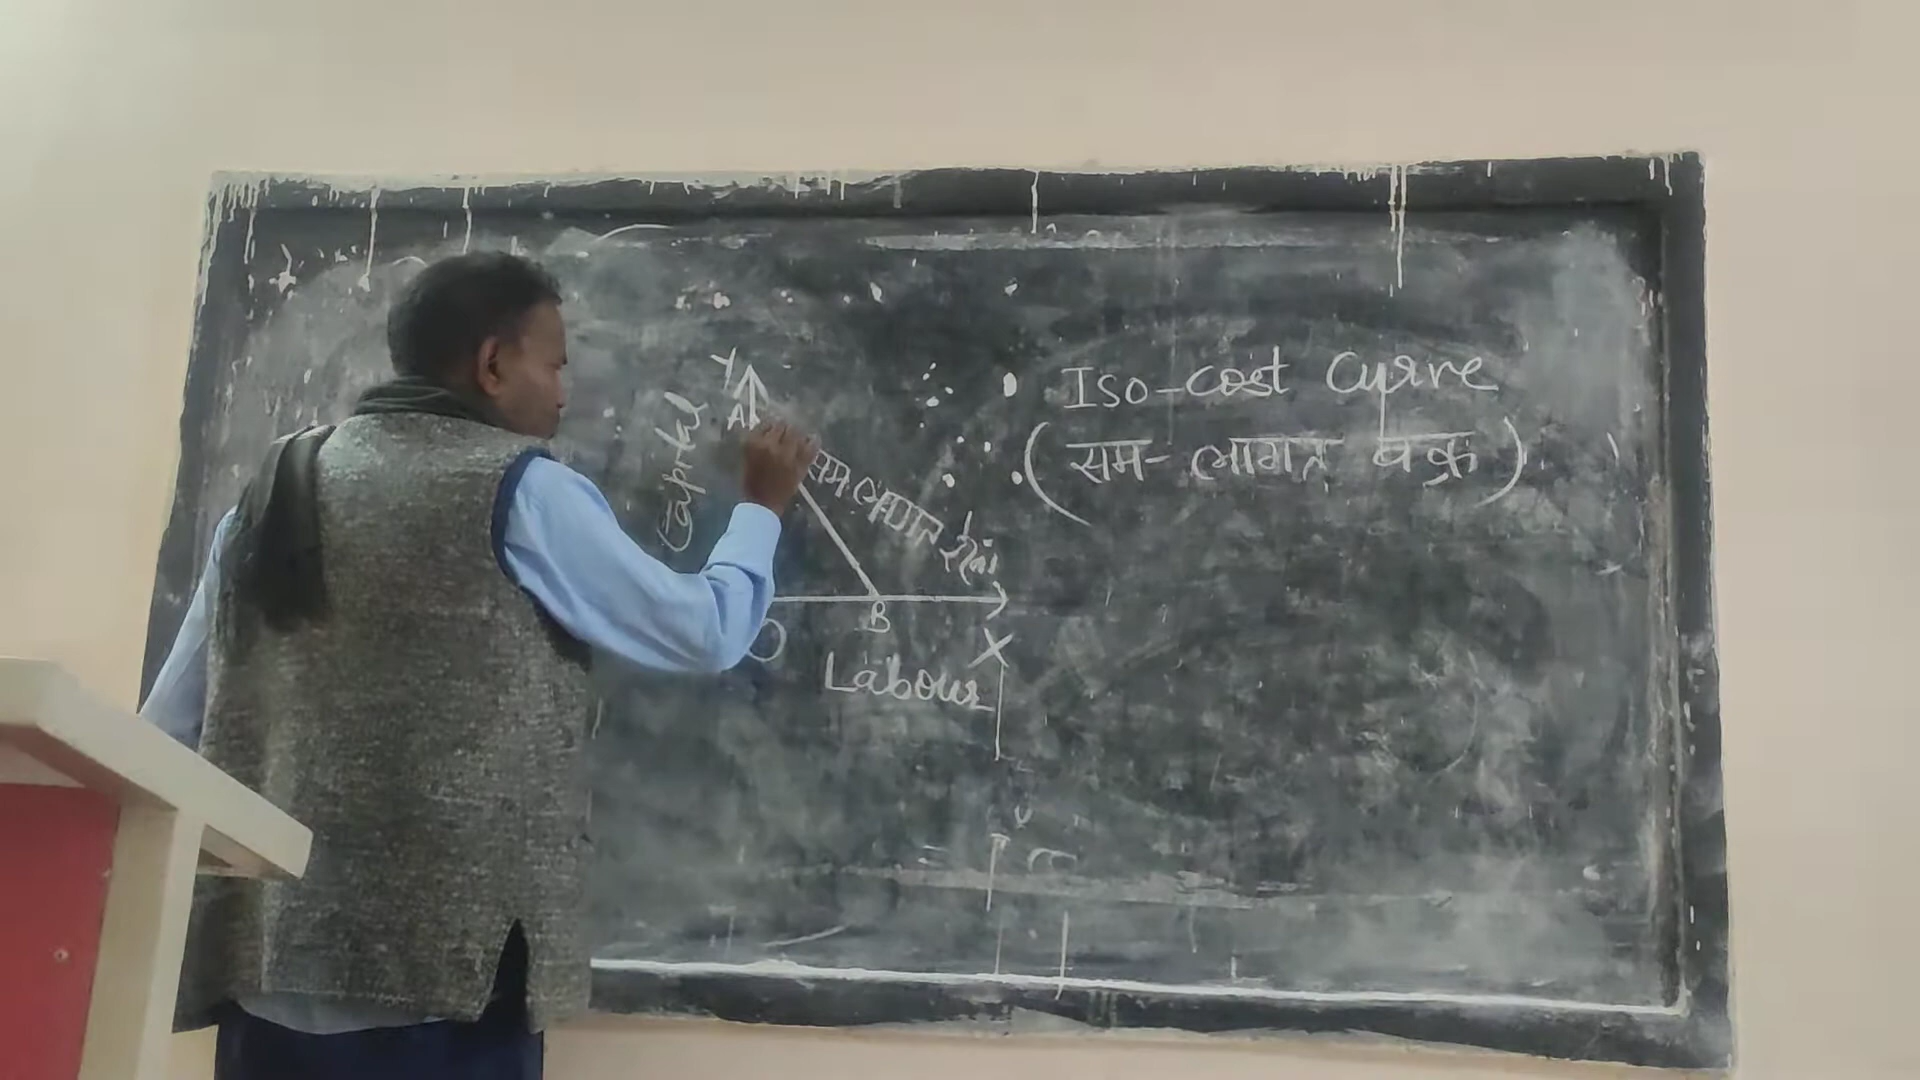 Iso-Cost Curve
(सम-लागत वक्र)
Y
A
Capital
सम लागत रेखा
B
O
X
Labour